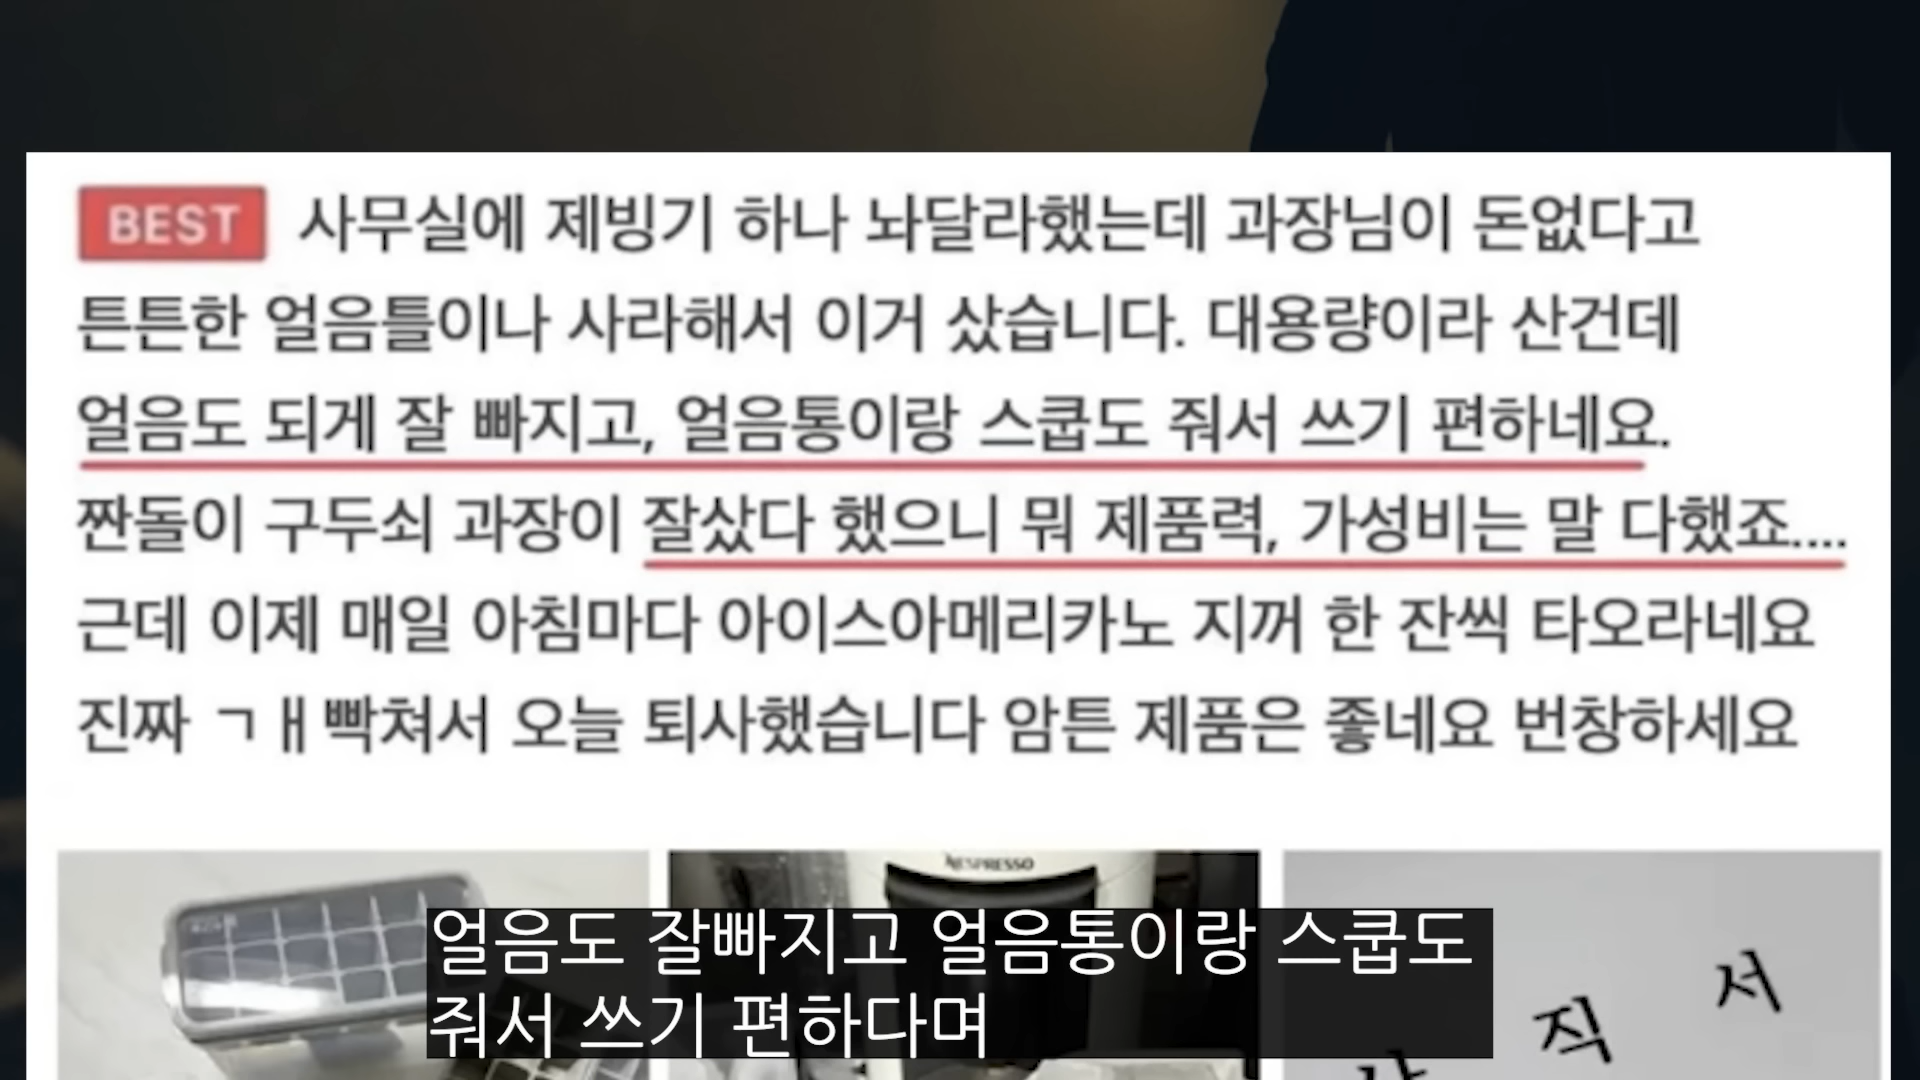 BEST 사무실에 제빙기 하나 놔달라했는데 과장님이 돈없다고
튼튼한 얼음틀이나 사라해서 이거 샀습니다. 대용량이라 산건데
얼음도 되게 잘 빠지고, 얼음통이랑 스쿱도 줘서 쓰기 편하네요.
짠돌이 구두쇠 과장이 잘샀다 했으니 뭐 제품력, 가성비는 말 다했죠....
근데 이제 매일 아침마다 아이스아메리카노 지꺼 한 잔씩 타오라네요
진짜 ㄱㅐ빡쳐서 오늘 퇴사했습니다 암튼 제품은 좋네요 번창하세요
NESPRESSO
직서
얼음도 잘빠지고 얼음통이랑 스쿱도
줘서 쓰기 편하다며